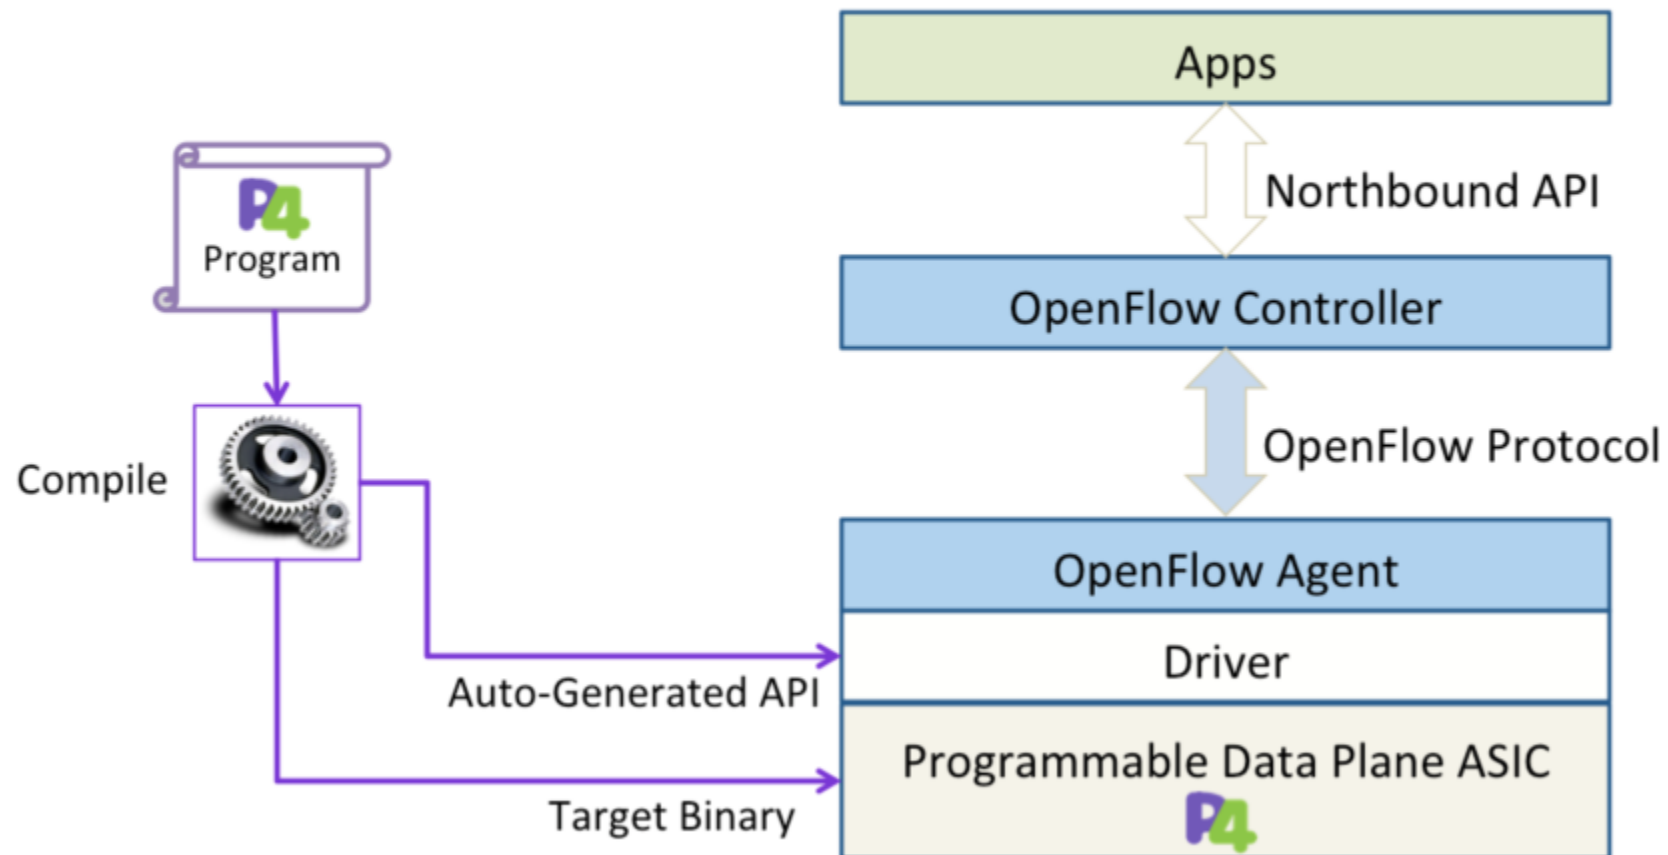 Apps
Northbound API
P4
Program
OpenFlow Controller
OpenFlow Protocol
Compile
OpenFlow Agent
Driver
Auto-Generated API
Programmable Data Plane ASIC
P4
Target Binary